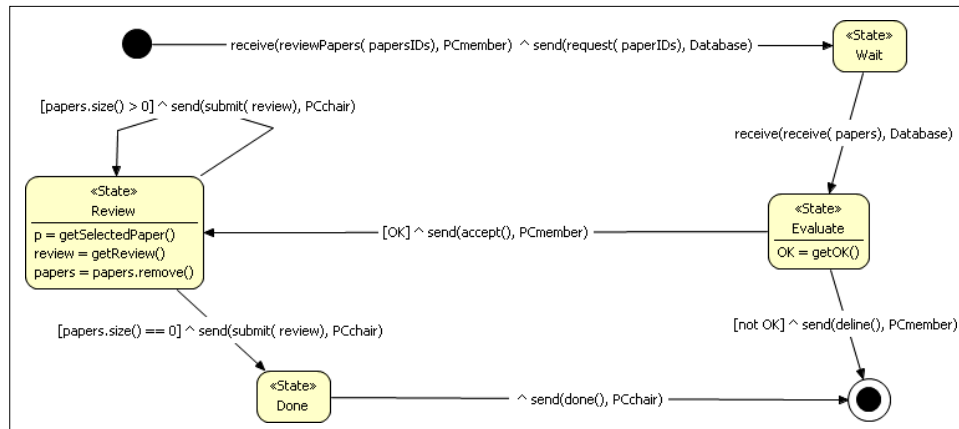 receive(reviewPapers( papersIDs), PCmember) ^ send(request( paperIDs), Database)
«State»
Wait
[papers.size() > 0] ^ send(submit( review), PCchair)
receive(receive( papers), Database)
«State»
Review
p = getSelectedPaper()
review = getReview()
papers = papers.remove()
[OK] ^ send(accept(), PCmember)
«State»
Evaluate
OK = getOK()
[papers.size() == 0] ^ send(submit( review), PCchair)
[not OK] ^ send(deline(), PCmember)
«State»
Done
^ send(done(), PCchair)